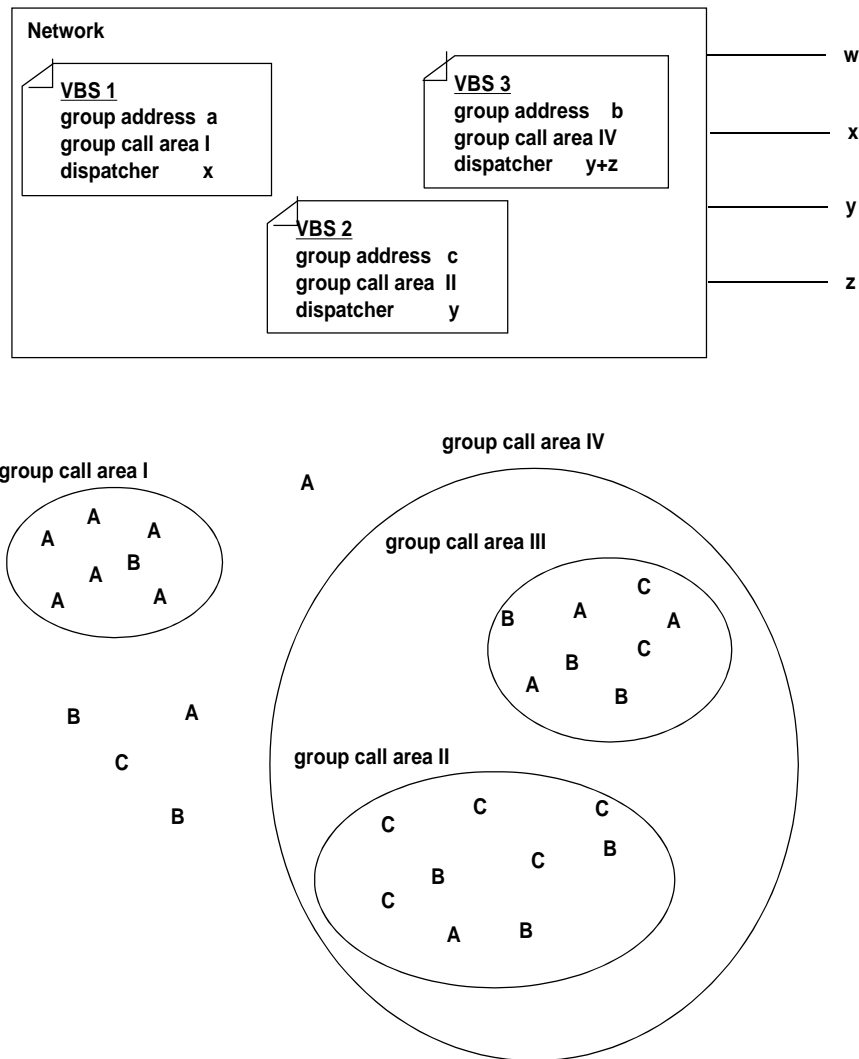 Network
VBS 1
group address a
group call area I
dispatcher x
VBS 3
group address b
group call area IV
dispatcher y+z
VBS 2
group address c
group call area II
dispatcher y
w
x
y
z
group call area IV
group call area I
A
A
A
A
A
B
A
A
group call area III
C
B
A
A
C
B
A
B
B
A
C
B
group call area II
C
C
C
B
C
B
C
A
B